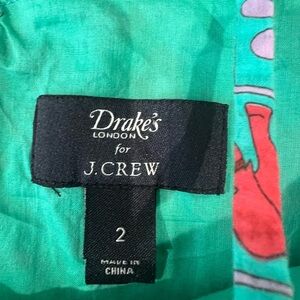 Drake's
LONDON
for
J.CREW
2
MADE IN
CHINA